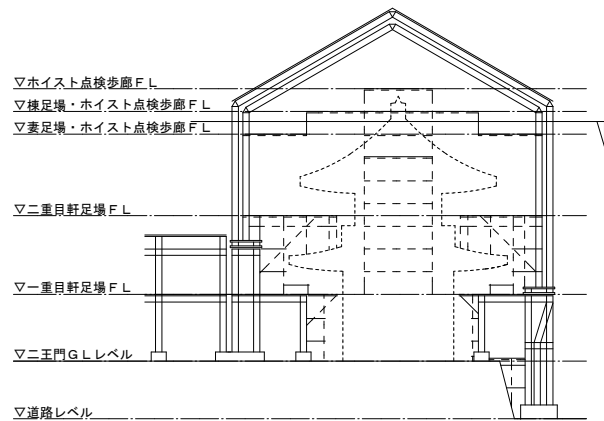 ▽ホイスト点検歩廊ＦＬ
▽棟足場・ホイスト点検歩廊ＦＬ
▽妻足場・ホイスト点検歩廊ＦＬ
▽二重目軒足場ＦＬ
▽一重目軒足場ＦＬ
▽二王門ＧＬレベル
▽道路レベル